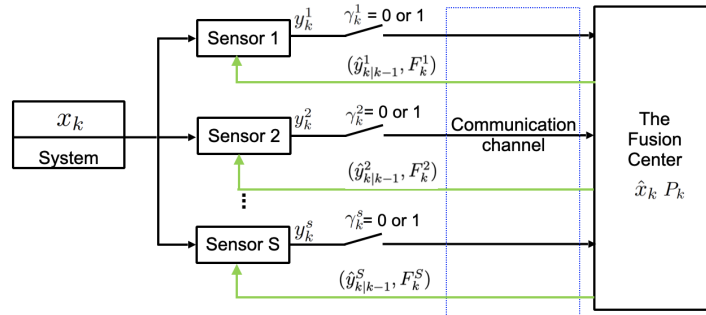 Sensor 1
y_k^1
γ_k^1 = 0 or 1
(ŷ_{k|k-1}^1, F_k^1)
x_k
System
Sensor 2
y_k^2
γ_k^2= 0 or 1
(ŷ_{k|k-1}^2, F_k^2)
Communication
channel
The
Fusion
Center
x̂_k P_k
...
Sensor S
y_k^s
γ_k^s= 0 or 1
(ŷ_{k|k-1}^S, F_k^S)